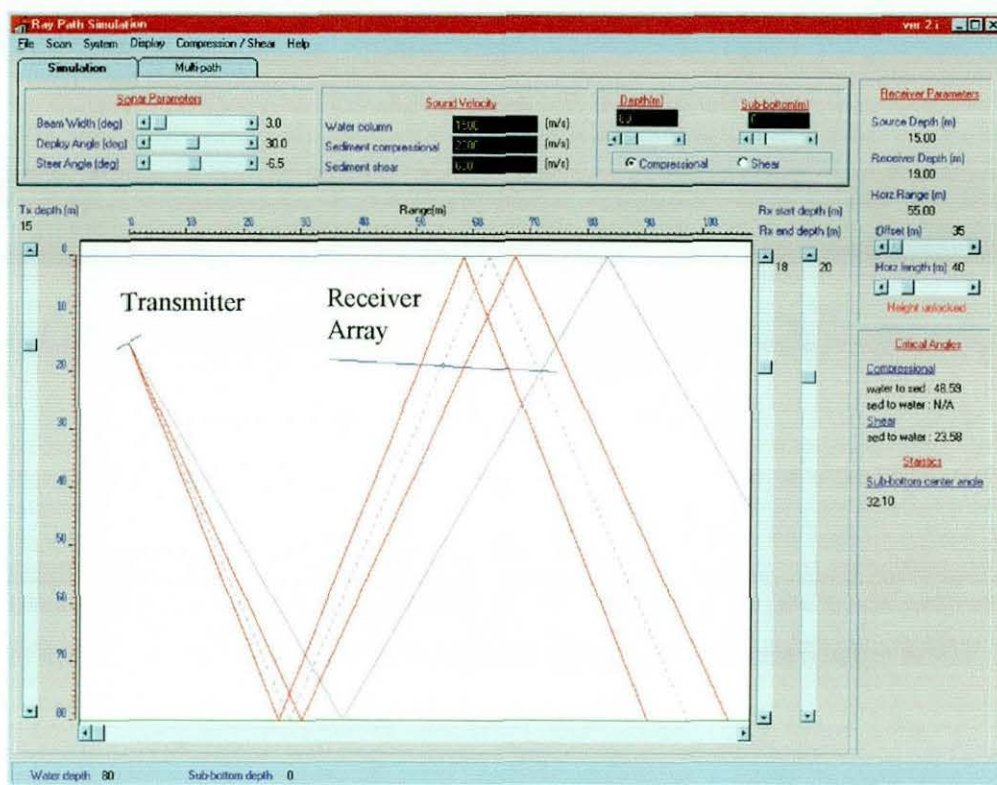 Ray Path Simulation ver 2.i
File Scan System Display Compression / Shear Help
Simulation Multi-path
Sonar Parameters
Beam Width (deg) 3.0
Deploy Angle (deg) 30.0
Steer Angle (deg) -6.5
Sound Velocity
Water column 1500 (m/s)
Sediment compressional (m/s)
Sediment shear 600 (m/s)
Depth(m) Sub-bottom(m)
80 0
Compressional Shear
Receiver Parameters
Source Depth (m)
15.00
Receiver Depth (m)
19.00
Horz Range (m)
55.00
Offset (m) 35
Horz length (m) 40
Height unlocked
Critical Angles
Compressional
water to sed : 48.59
sed to water : N/A
Shear
sed to water : 23.58
Statistics
Sub-bottom center angle
32.10
Tx depth (m)
15
Range(m)
0 10 20 30 40 50 60 70 80 90 100
Rx start depth (m)
Rx end depth (m)
18 20
0
10
20
30
40
50
60
70
80
Transmitter
Receiver
Array
Water depth 80 Sub-bottom depth 0